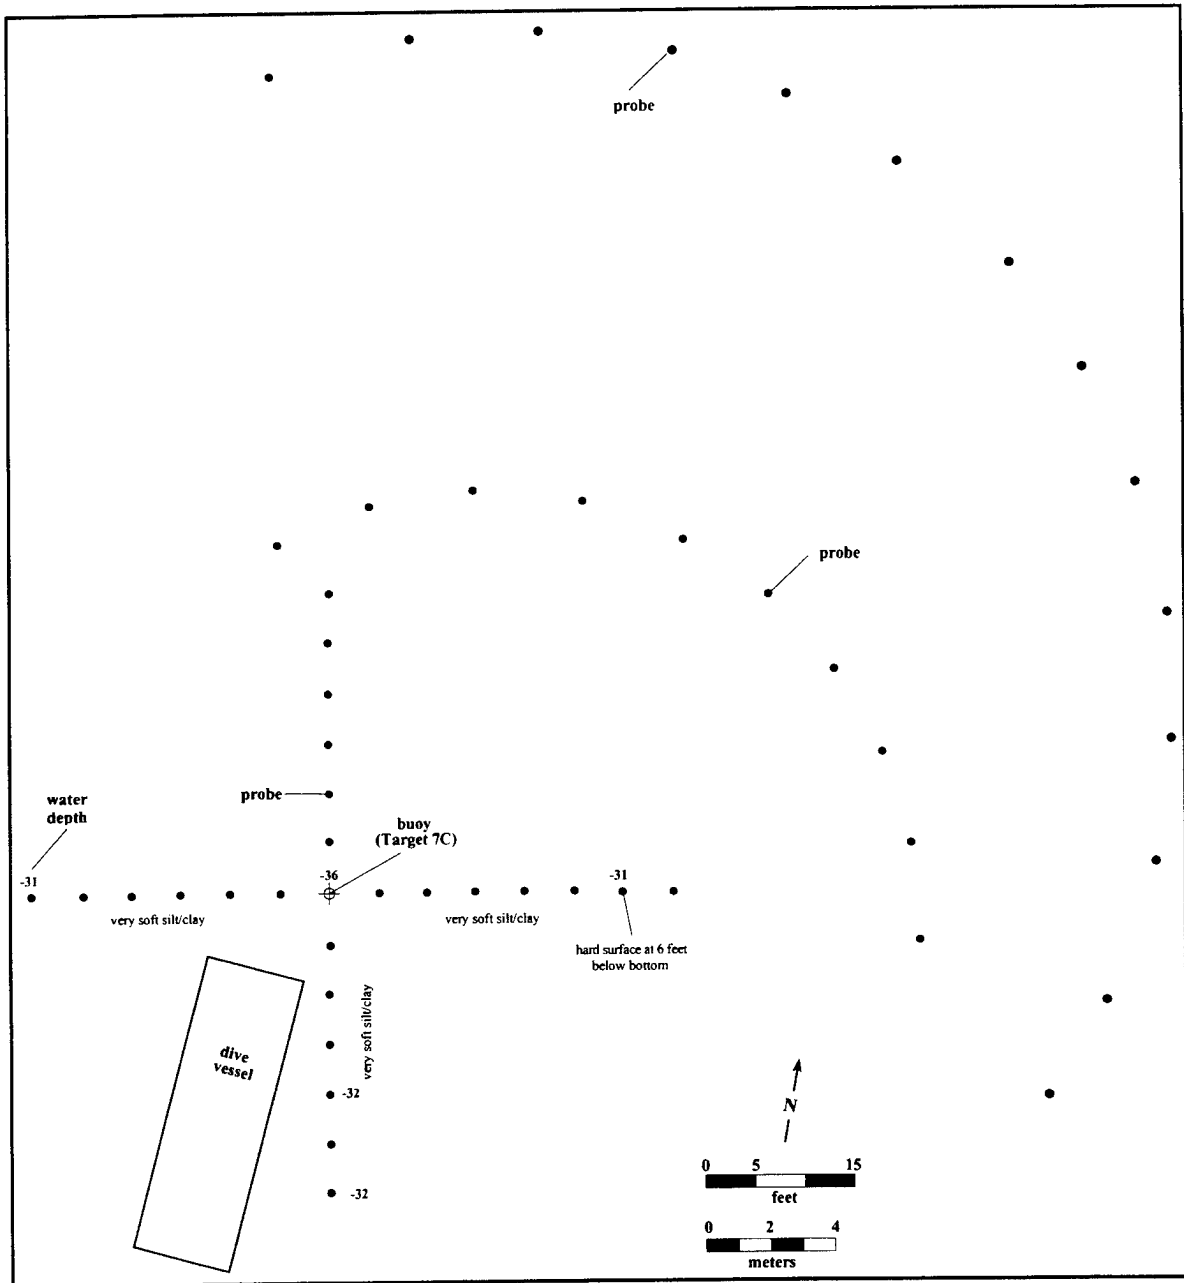 probe
probe
probe
water
depth
buoy
(Target 7C)
-31
-36
-31
very soft silt/clay
very soft silt/clay
hard surface at 6 feet
below bottom
very soft silt/clay
dive
vessel
-32
-32
N
0 5 15
feet
0 2 4
meters